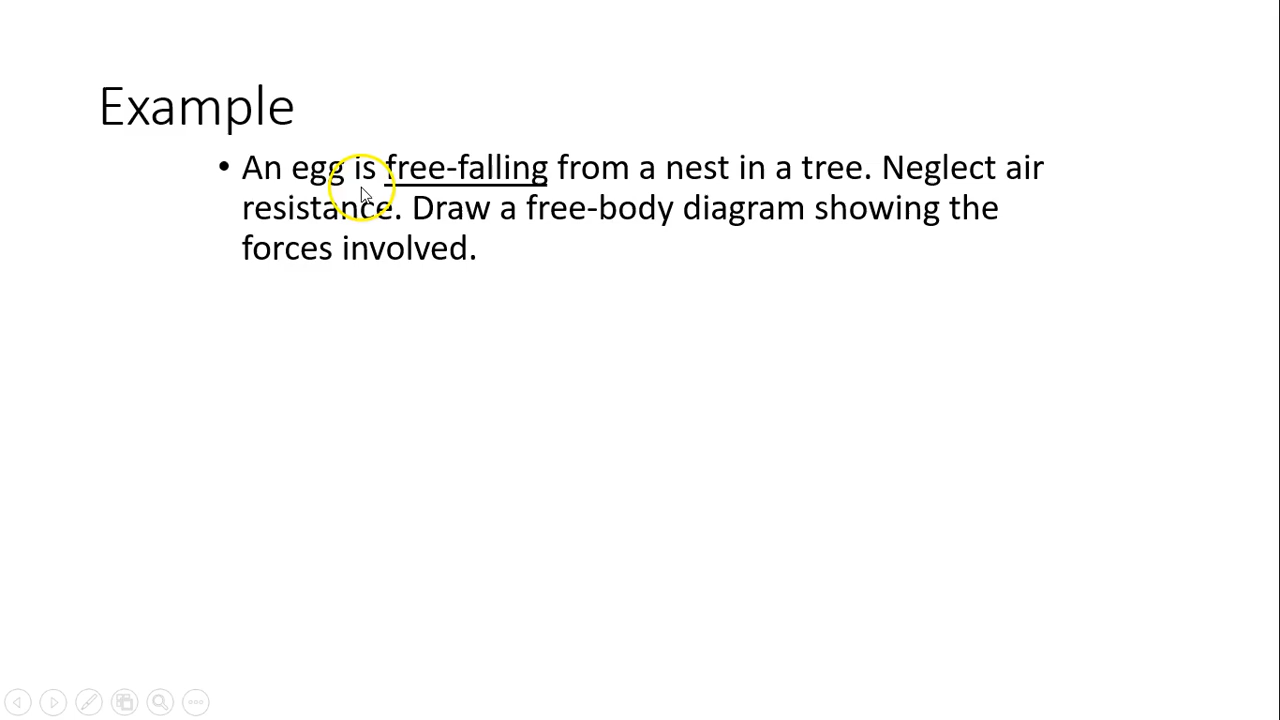 Example
• An egg is free-falling from a nest in a tree. Neglect air
resistance. Draw a free-body diagram showing the
forces involved.